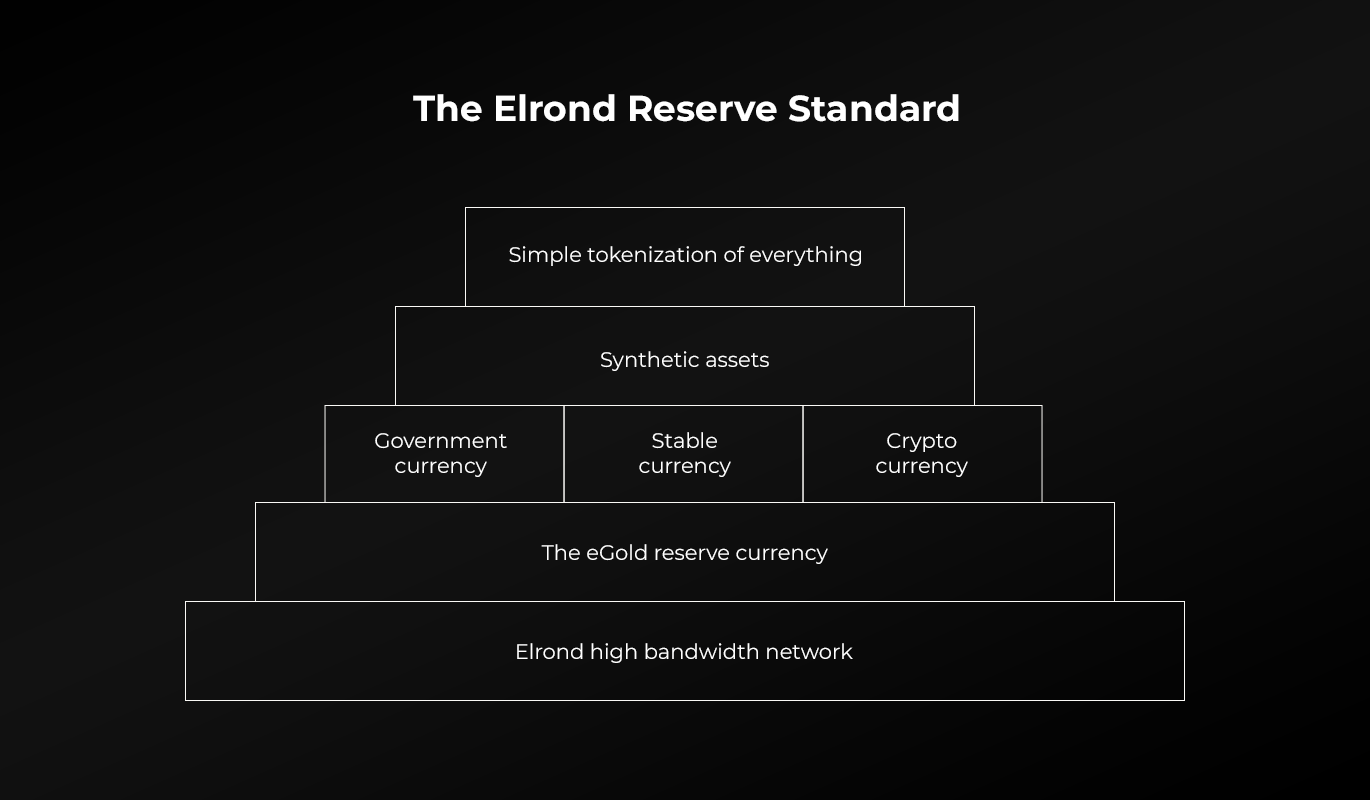 The Elrond Reserve Standard
Simple tokenization of everything
Synthetic assets
Government
currency
Stable
currency
Crypto
currency
The eGold reserve currency
Elrond high bandwidth network